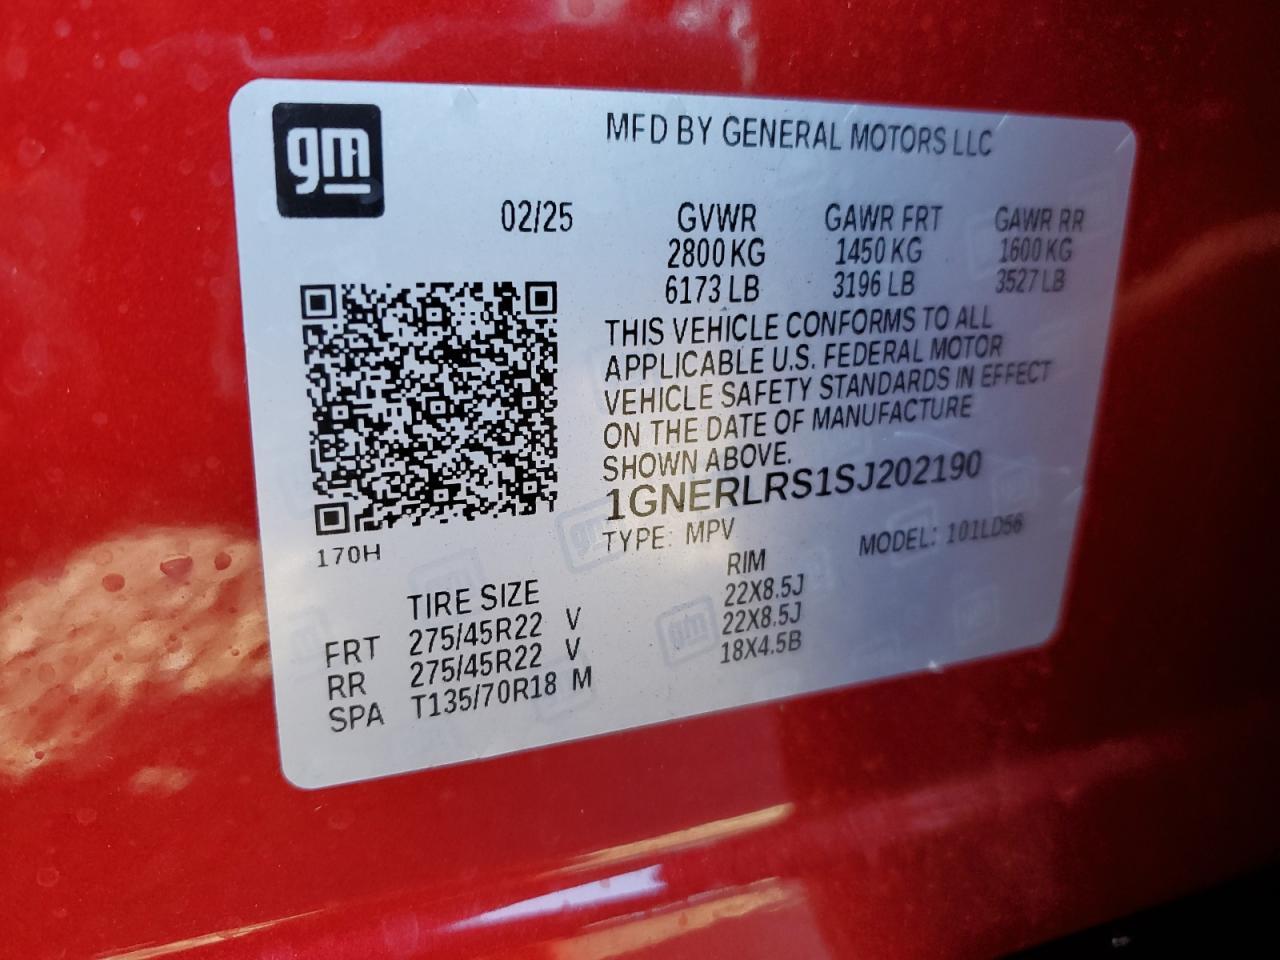 gm
MFD BY GENERAL MOTORS LLC
02/25 GVWR GAWR FRT GAWR RR
2800 KG 1450 KG 1600 KG
6173 LB 3196 LB 3527 LB
THIS VEHICLE CONFORMS TO ALL
APPLICABLE U.S. FEDERAL MOTOR
VEHICLE SAFETY STANDARDS IN EFFECT
ON THE DATE OF MANUFACTURE
SHOWN ABOVE.
1GNERLRS1SJ202190
TYPE: MPV MODEL: 101LD56
170H
TIRE SIZE RIM
FRT 275/45R22 V 22X8.5J
RR 275/45R22 V 22X8.5J
SPA T135/70R18 M 18X4.5B